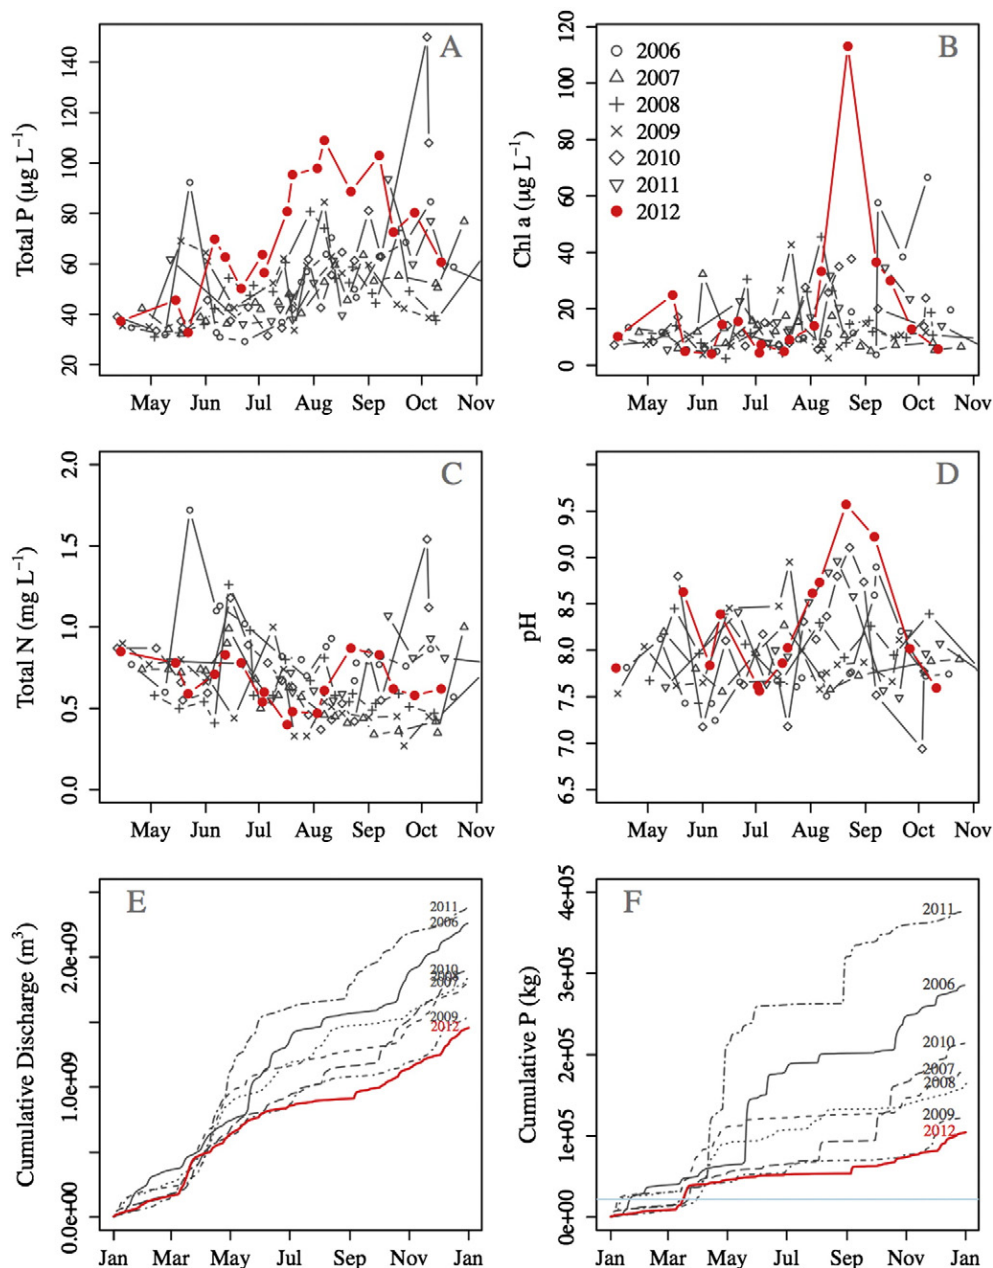 A
Total P (μg L⁻¹)
20 40 60 80 100 120 140
May Jun Jul Aug Sep Oct Nov
B
Chl a (μg L⁻¹)
0 20 40 60 80 100 120
2006
2007
2008
2009
2010
2011
2012
May Jun Jul Aug Sep Oct Nov
C
Total N (mg L⁻¹)
0.0 0.5 1.0 1.5 2.0
May Jun Jul Aug Sep Oct Nov
D
pH
6.5 7.0 7.5 8.0 8.5 9.0 9.5
May Jun Jul Aug Sep Oct Nov
E
Cumulative Discharge (m³)
0.0e+00 1.0e+09 2.0e+09
2011
2006
2010
2008
2007
2009
2012
Jan Mar May Jul Sep Nov Jan
F
Cumulative P (kg)
0e+00 1e+05 2e+05 3e+05 4e+05
2011
2006
2010
2007
2008
2009
2012
Jan Mar May Jul Sep Nov Jan